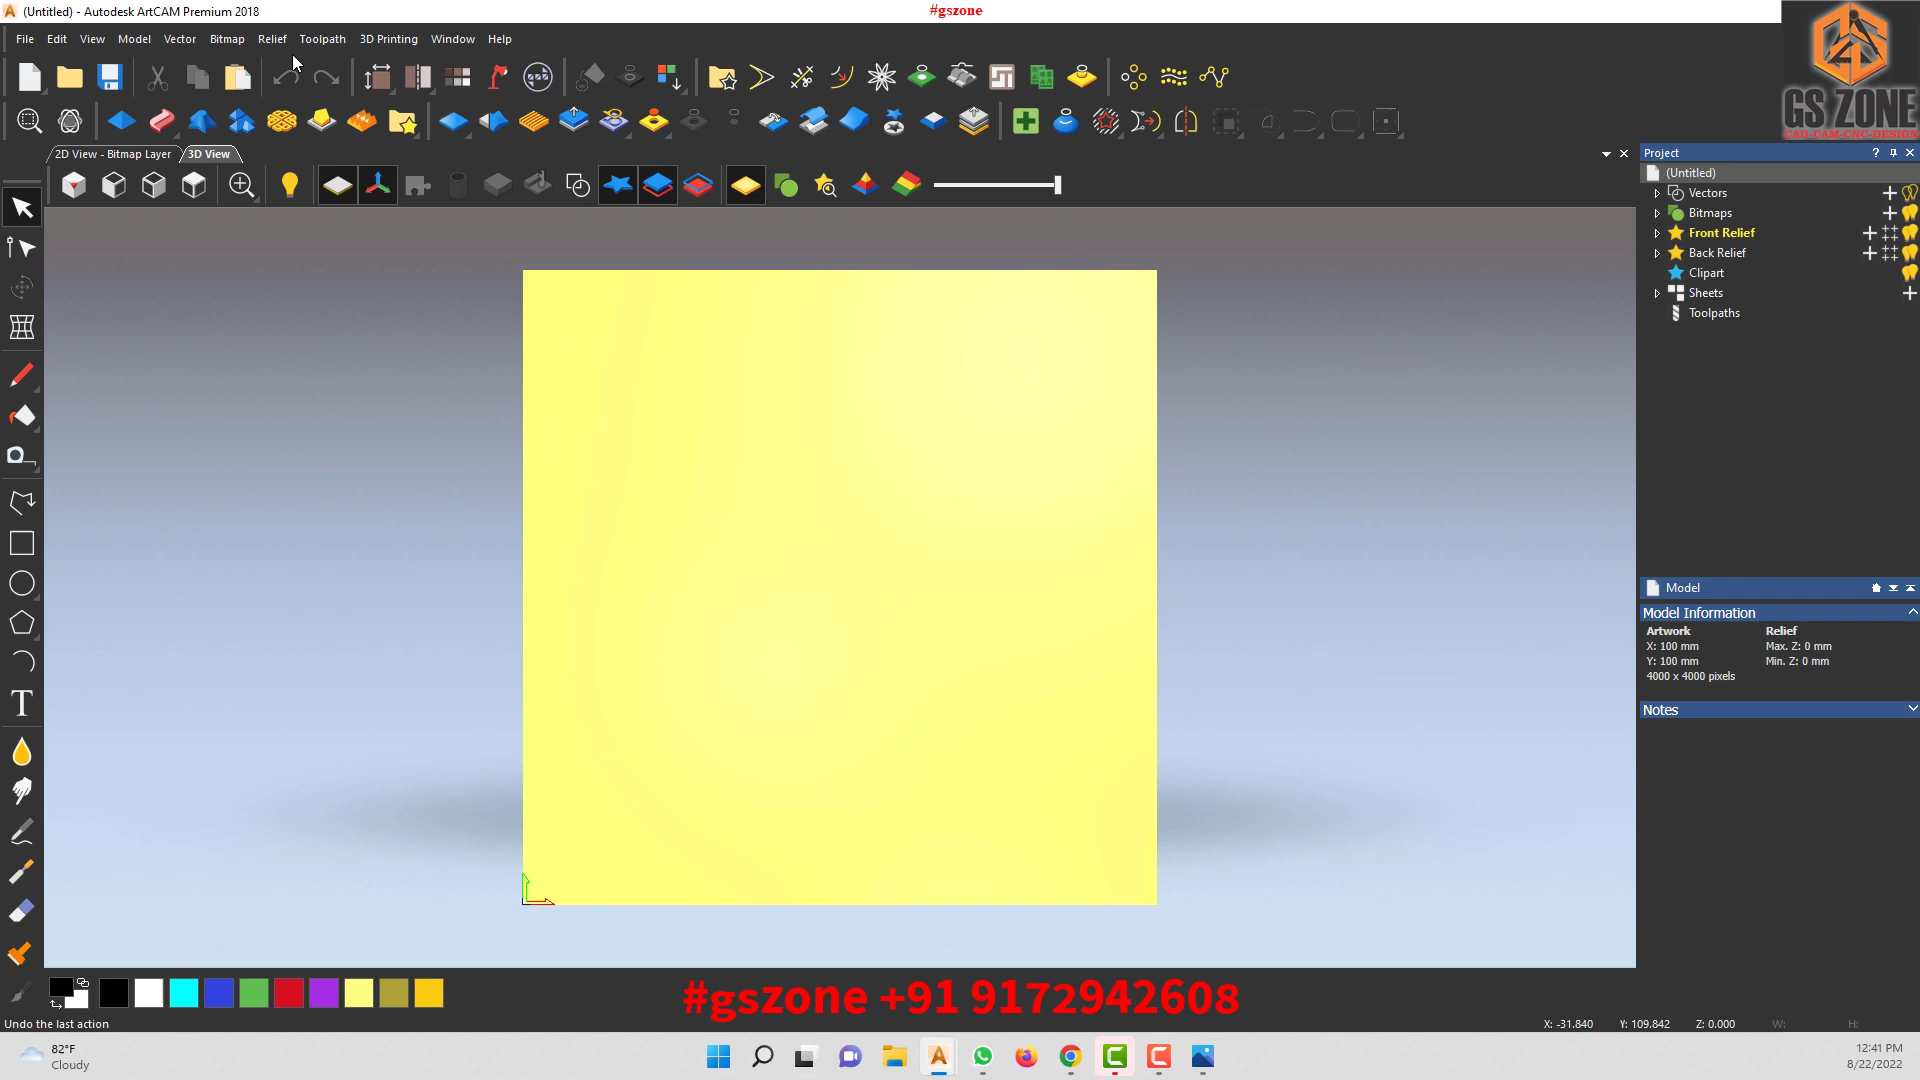 (Untitled) - Autodesk ArtCAM Premium 2018
#gszone
File Edit View Model Vector Bitmap Relief Toolpath 3D Printing Window Help
GS ZONE
CAD-CAM-CNC-DESIGN
2D View - Bitmap Layer 3D View
Project
(Untitled)
Vectors
Bitmaps
Front Relief
Back Relief
Clipart
Sheets
Toolpaths
Model
Model Information
Artwork Relief
X: 100 mm Max. Z: 0 mm
Y: 100 mm Min. Z: 0 mm
4000 x 4000 pixels
Notes
T
#gszone +91 9172942608
Undo the last action
X: -31.840 Y: 109.842 Z: 0.000 W: H:
82°F
Cloudy
12:41 PM
8/22/2022